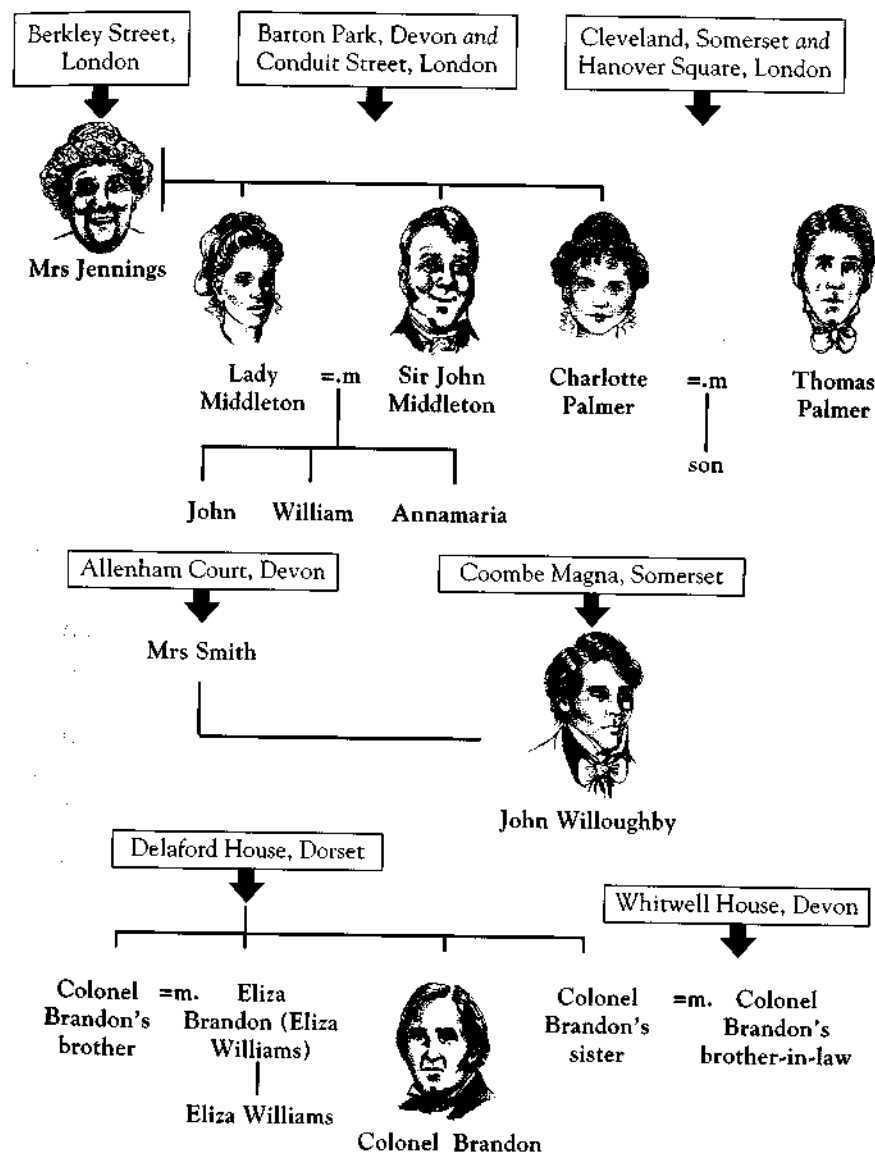 Berkley Street,
London
Barton Park, Devon and
Conduit Street, London
Cleveland, Somerset and
Hanover Square, London
Mrs Jennings
Lady
Middleton
=.m
Sir John
Middleton
Charlotte
Palmer
=.m
Thomas
Palmer
son
John
William
Annamaria
Allenham Court, Devon
Coombe Magna, Somerset
Mrs Smith
John Willoughby
Delaford House, Dorset
Whitwell House, Devon
Colonel
Brandon's
brother
=m.
Eliza
Brandon (Eliza
Williams)
Eliza Williams
Colonel Brandon
Colonel
Brandon's
sister
=m.
Colonel
Brandon's
brother-in-law